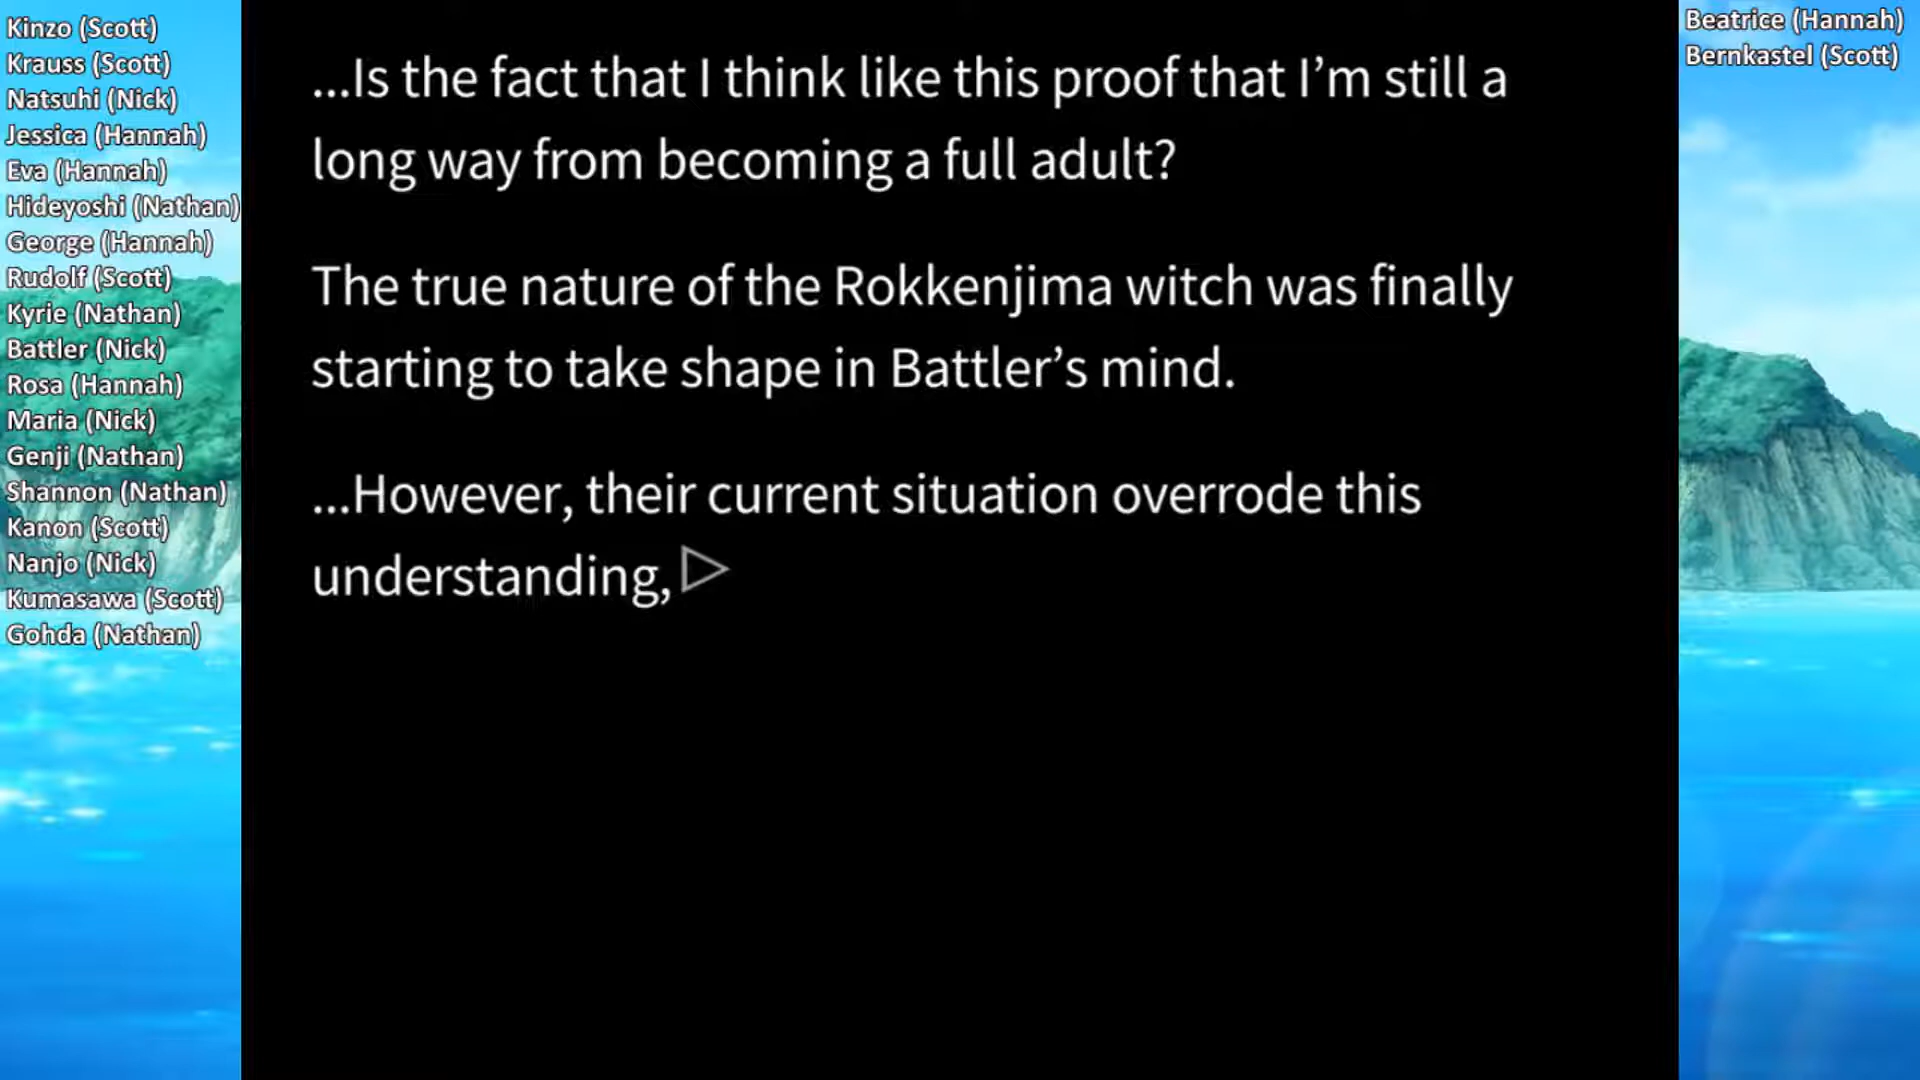 Kinzo (Scott)
Krauss (Scott)
Natsuhi (Nick)
Jessica (Hannah)
Eva (Hannah)
Hideyoshi (Nathan)
George (Hannah)
Rudolf (Scott)
Kyrie (Nathan)
Battler (Nick)
Rosa (Hannah)
Maria (Nick)
Genji (Nathan)
Shannon (Nathan)
Kanon (Scott)
Nanjo (Nick)
Kumasawa (Scott)
Gohda (Nathan)
...Is the fact that I think like this proof that I’m still a
long way from becoming a full adult?
The true nature of the Rokkenjima witch was finally
starting to take shape in Battler’s mind.
...However, their current situation overrode this
understanding,
Beatrice (Hannah)
Bernkastel (Scott)